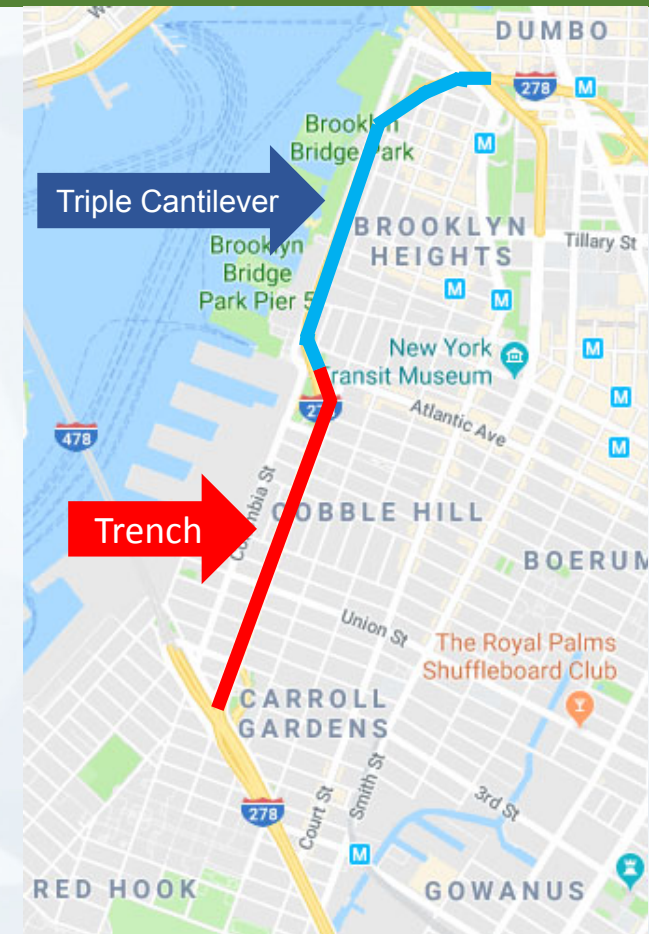 DUMBO
278
M
Brooklyn
Bridge Park
M
Triple Cantilever
BROOKLYN
HEIGHTS
Tillary St
Brooklyn
Bridge
Park Pier 5
M
M
New York
Transit Museum
M
278
Atlantic Ave
M
478
M
Columbia St
COBBLE HILL
Trench
BOERUM
Union St
The Royal Palms
Shuffleboard Club
CARROLL
GARDENS
Smith St
Court St
3rd St
278
M
RED HOOK
GOWANUS